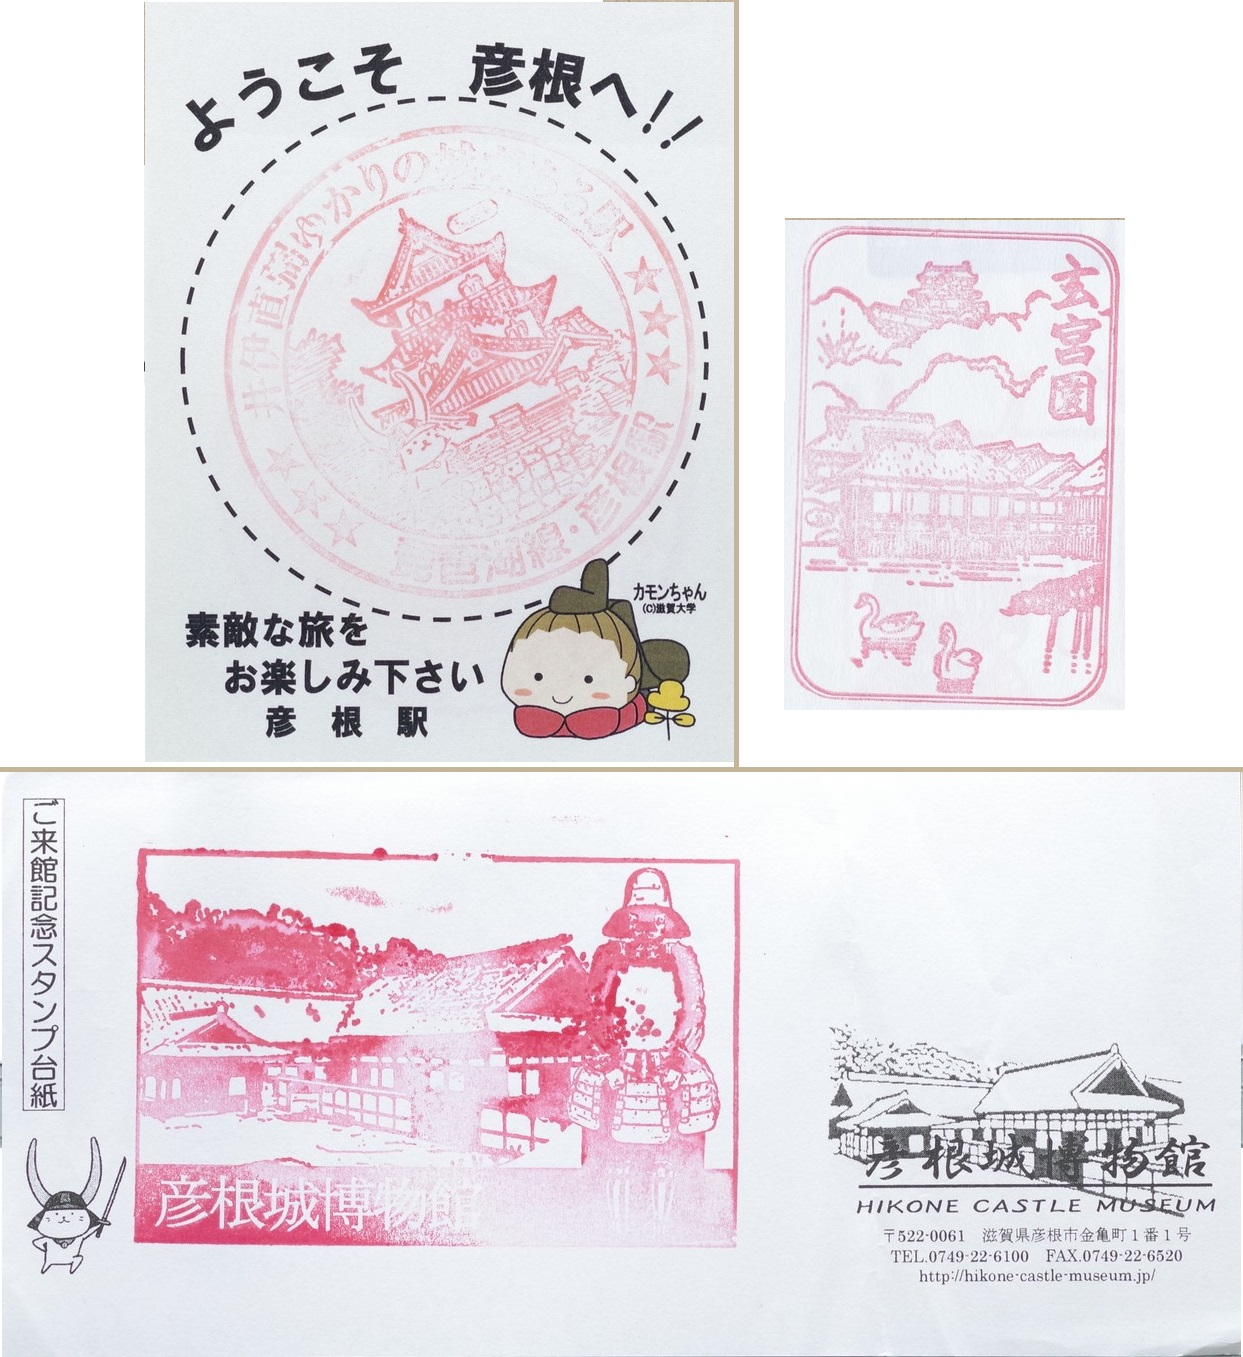 ようこそ　彦根へ!!
井伊直弼ゆかりの城
ある駅
琵琶湖線・彦根駅
カモンちゃん
(C)滋賀大学
素敵な旅を
お楽しみ下さい
彦　根　駅
玄宮園
ご来館記念スタンプ台紙
彦根城博物館
彦根城博物館
HIKONE CASTLE MUSEUM
〒522-0061　滋賀県彦根市金亀町1番1号
TEL.0749-22-6100　FAX.0749-22-6520
http://hikone-castle-museum.jp/